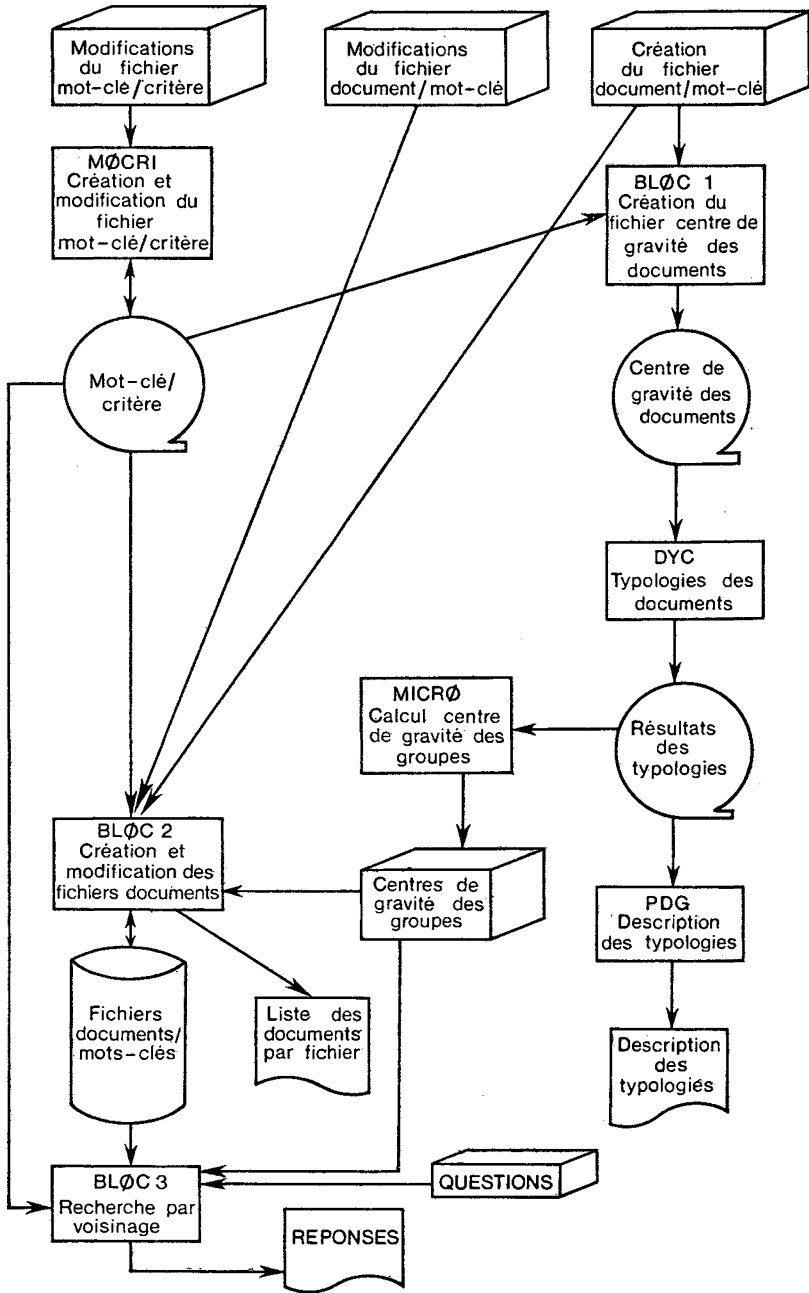 Modifications
du fichier
mot-clé/critère
Modifications
du fichier
document/mot-clé
Création
du fichier
document/mot-clé
MØCRI
Création et
modification du
fichier
mot-clé/critère
BLØC 1
Création du
fichier centre de
gravité des
documents
Mot-clé/
critère
Centre de
gravité des
documents
DYC
Typologies des
documents
MICRØ
Calcul centre
de gravité des
groupes
Résultats
des
typologies
BLØC 2
Création et
modification des
fichiers documents
Centres de
gravité des
groupes
PDG
Description
des typologies
Fichiers
documents/
mots-clés
Liste des
documents
par fichier
Description
des
typologies
BLØC 3
Recherche par
voisinage
QUESTIONS
REPONSES